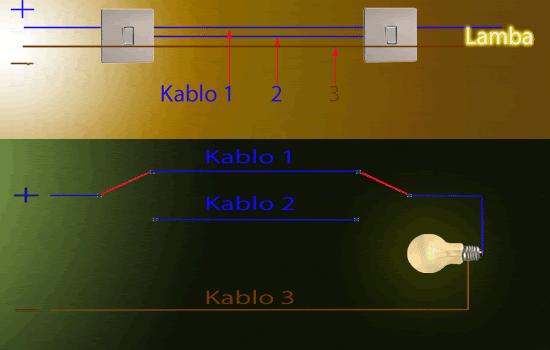 +
Lamba
—
Kablo 1 2 3
Kablo 1
+
Kablo 2
Kablo 3
—